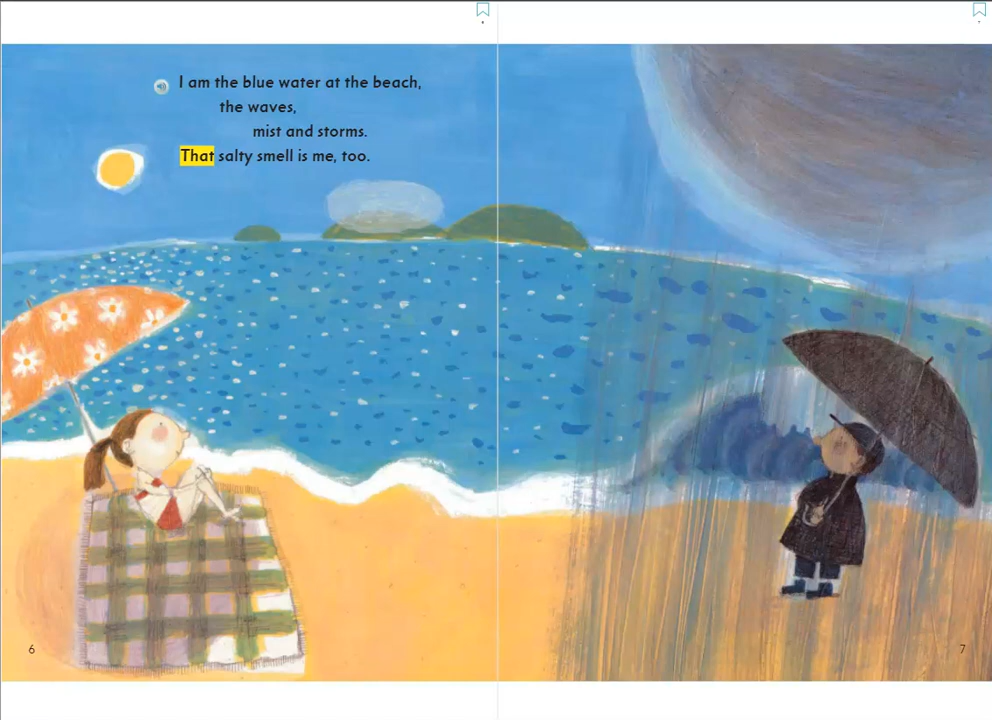 I am the blue water at the beach,
the waves,
mist and storms.
That salty smell is me, too.
6
7